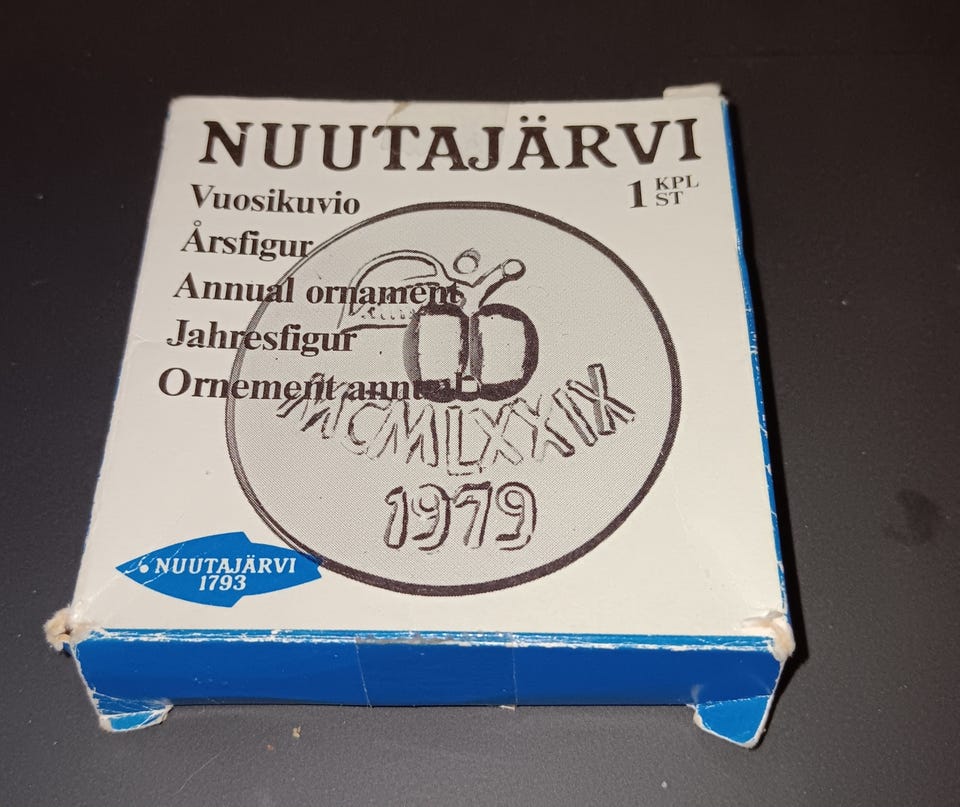 NUUTAJÄRVI
1 KPL
ST
Vuosikuvio
Årsfigur
Annual ornament
Jahresfigur
Ornement annuel
MCMLXXIX
1979
NUUTAJÄRVI
1793